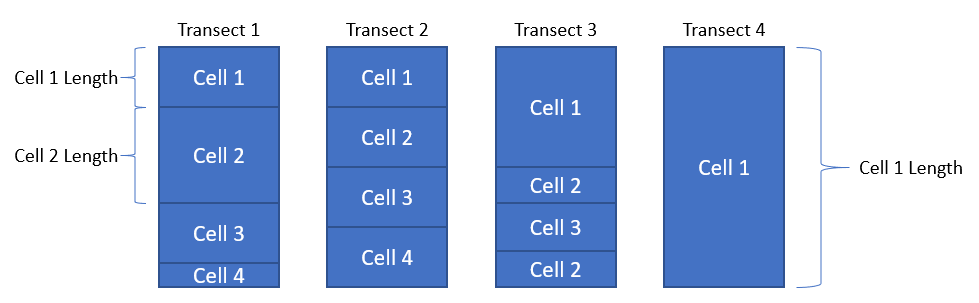 Transect 1
Transect 2
Transect 3
Transect 4
Cell 1 Length
Cell 2 Length
Cell 1
Cell 2
Cell 3
Cell 4
Cell 1
Cell 2
Cell 3
Cell 4
Cell 1
Cell 2
Cell 3
Cell 2
Cell 1
Cell 1 Length